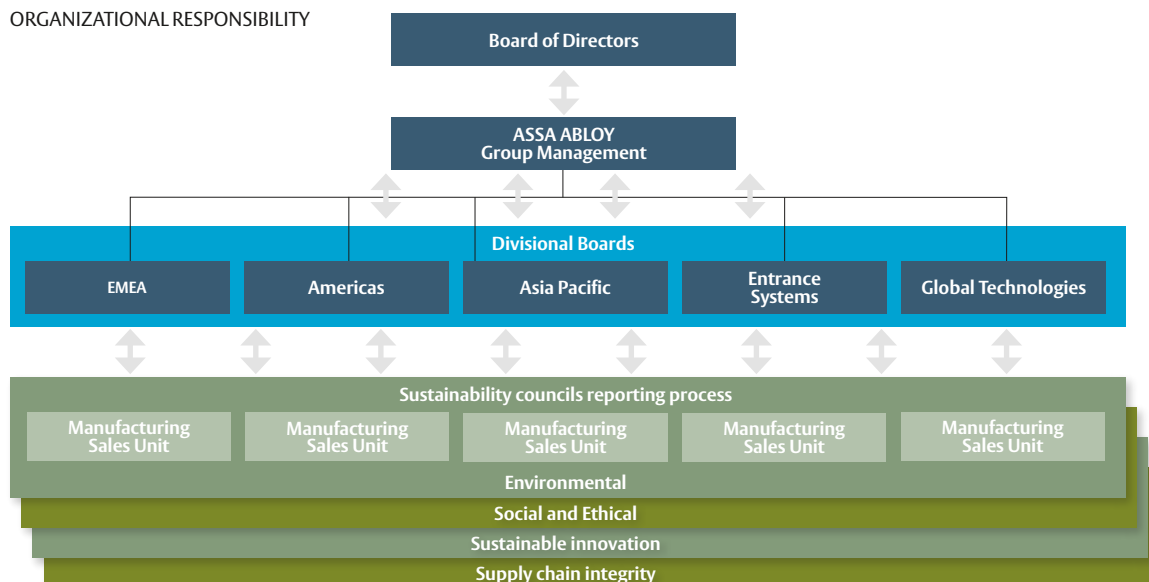 ORGANIZATIONAL RESPONSIBILITY
Board of Directors
ASSA ABLOY
Group Management
Divisional Boards
EMEA
Americas
Asia Pacific
Entrance
Systems
Global Technologies
Sustainability councils reporting process
Manufacturing
Sales Unit
Manufacturing
Sales Unit
Manufacturing
Sales Unit
Manufacturing
Sales Unit
Manufacturing
Sales Unit
Environmental
Social and Ethical
Sustainable innovation
Supply chain integrity